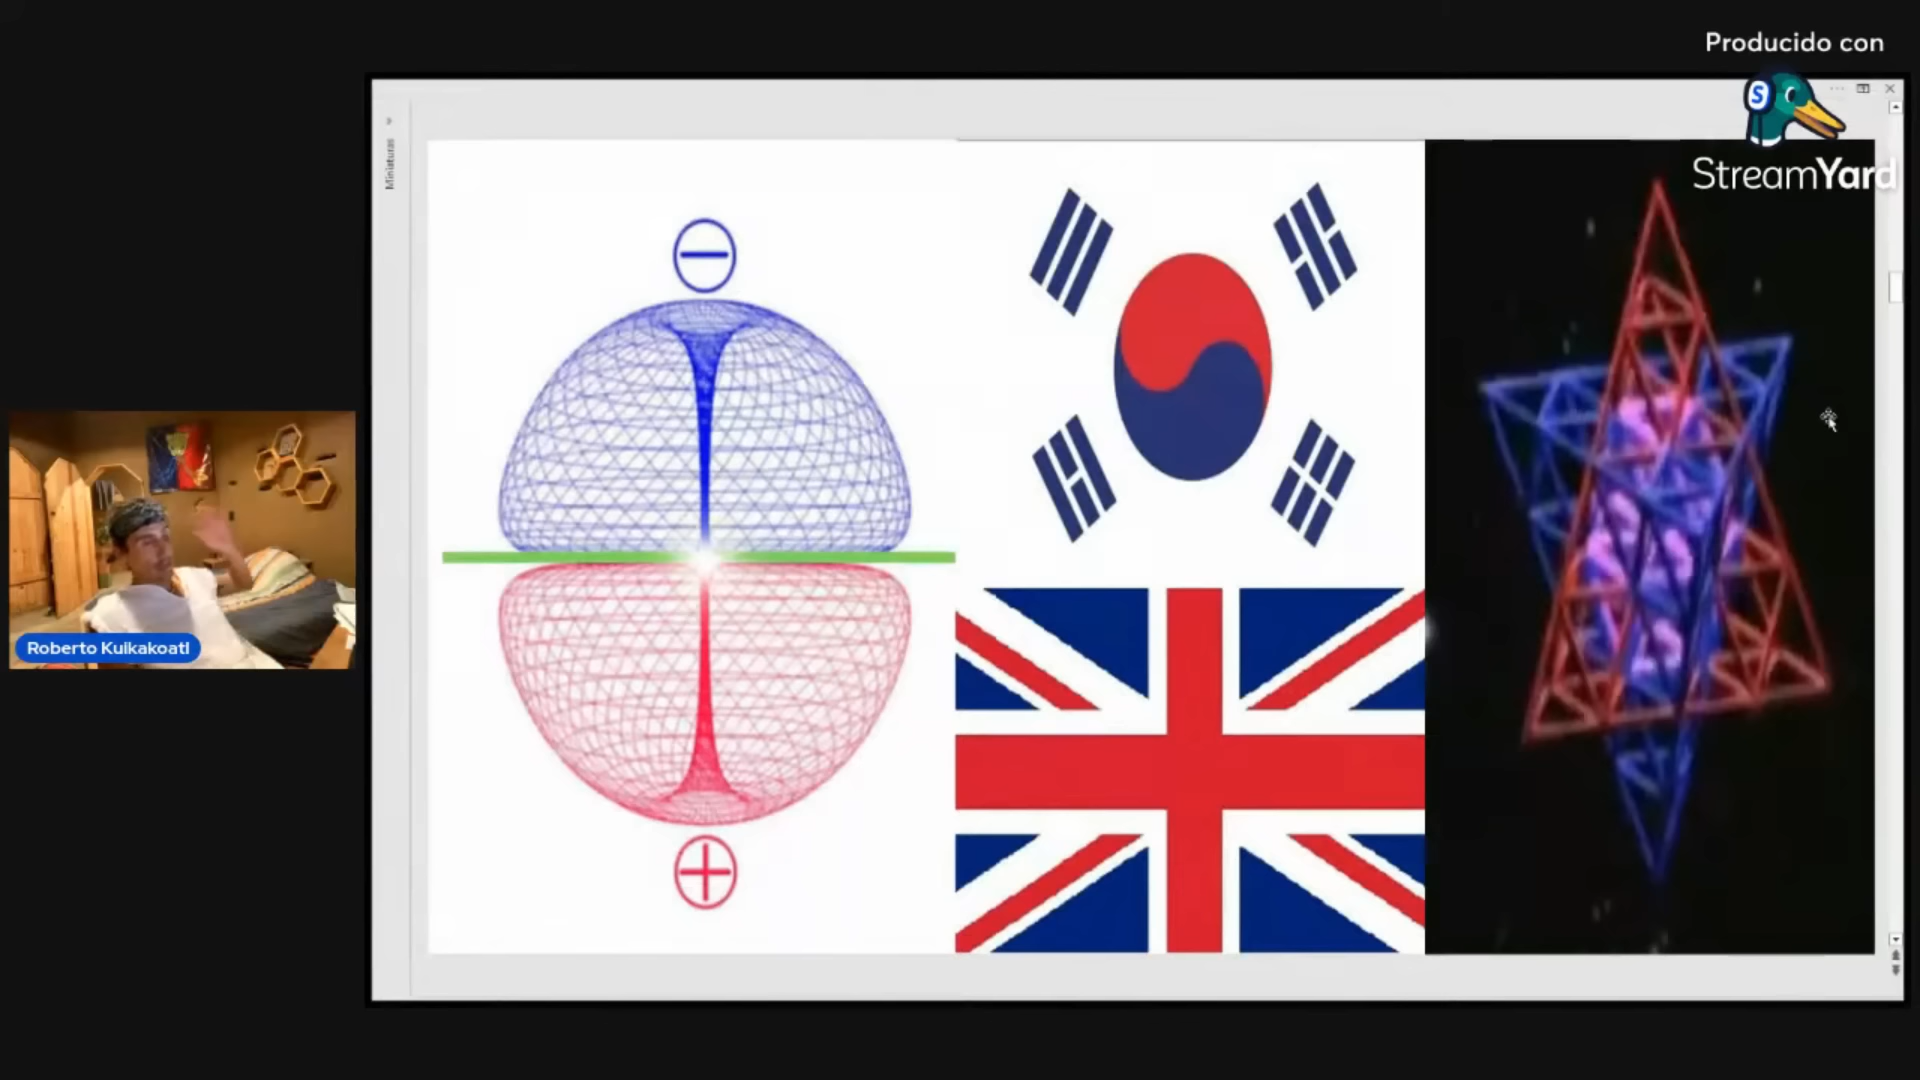 Producido con
StreamYard
Miniaturas
Roberto Kulkakoatl